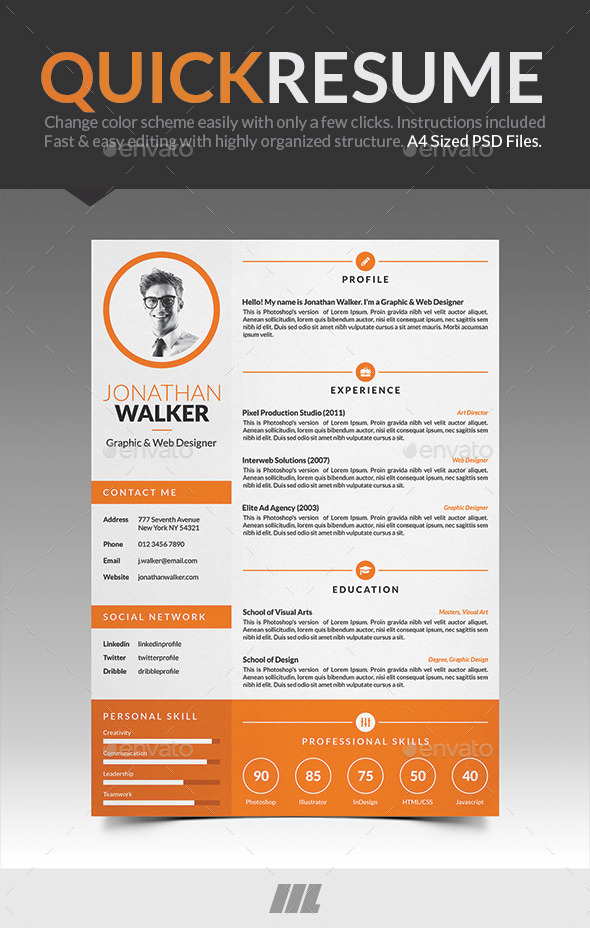 QUICKRESUME
Change color scheme easily with only a few clicks. Instructions included
Fast & easy editing with highly organized structure. A4 Sized PSD Files.
JONATHAN
WALKER
Graphic & Web Designer
CONTACT ME
Address 777 Seventh Avenue
New York NY 54321
Phone 012 3456 7890
Email j.walker@email.com
Website jonathanwalker.com
SOCIAL NETWORK
Linkedin linkedinprofile
Twitter twitterprofile
Dribble dribbleprofile
PERSONAL SKILL
Creativity
Communication
Leadership
Teamwork
PROFILE
Hello! My name is Jonathan Walker. I'm a Graphic & Web Designer
This is Photoshop's version of Lorem Ipsum. Proin gravida nibh vel velit auctor aliquet.
Aenean sollicitudin, lorem quis bibendum auctor, nisi elit consequat ipsum, nec sagittis sem
nibh id elit. Duis sed odio sit amet nibh vulputate cursus a sit amet mauris. Morbi accumsan
ipsum velit.
EXPERIENCE
Pixel Production Studio (2011) Art Director
This is Photoshop's version of Lorem Ipsum. Proin gravida nibh vel velit auctor aliquet.
Aenean sollicitudin, lorem quis bibendum auctor, nisi elit consequat ipsum, nec sagittis sem
nibh id elit. Duis sed odio sit amet nibh vulputate cursus a sit.
Interweb Solutions (2007) Web Designer
This is Photoshop's version of Lorem Ipsum. Proin gravida nibh vel velit auctor aliquet.
Aenean sollicitudin, lorem quis bibendum auctor, nisi elit consequat ipsum, nec sagittis sem
nibh id elit. Duis sed odio sit amet nibh vulputate cursus a sit.
Elite Ad Agency (2003) Graphic Designer
This is Photoshop's version of Lorem Ipsum. Proin gravida nibh vel velit auctor aliquet.
Aenean sollicitudin, lorem quis bibendum auctor, nisi elit consequat ipsum, nec sagittis sem
nibh id elit. Duis sed odio sit amet nibh vulputate cursus a sit.
EDUCATION
School of Visual Arts Masters, Visual Art
This is Photoshop's version of Lorem Ipsum. Proin gravida nibh vel velit auctor aliquet.
Aenean sollicitudin, lorem quis bibendum auctor, nisi elit consequat ipsum, nec sagittis sem
nibh id elit. Duis sed odio sit amet nibh vulputate cursus a sit.
School of Design Degree, Graphic Design
This is Photoshop's version of Lorem Ipsum. Proin gravida nibh vel velit auctor aliquet.
Aenean sollicitudin, lorem quis bibendum auctor, nisi elit consequat ipsum, nec sagittis sem
nibh id elit. Duis sed odio sit amet nibh vulputate cursus a sit.
PROFESSIONAL SKILLS
90 85 75 50 40
Photoshop Illustrator InDesign HTML/CSS Javascript
envato
envato
envato
envato
envato
envato